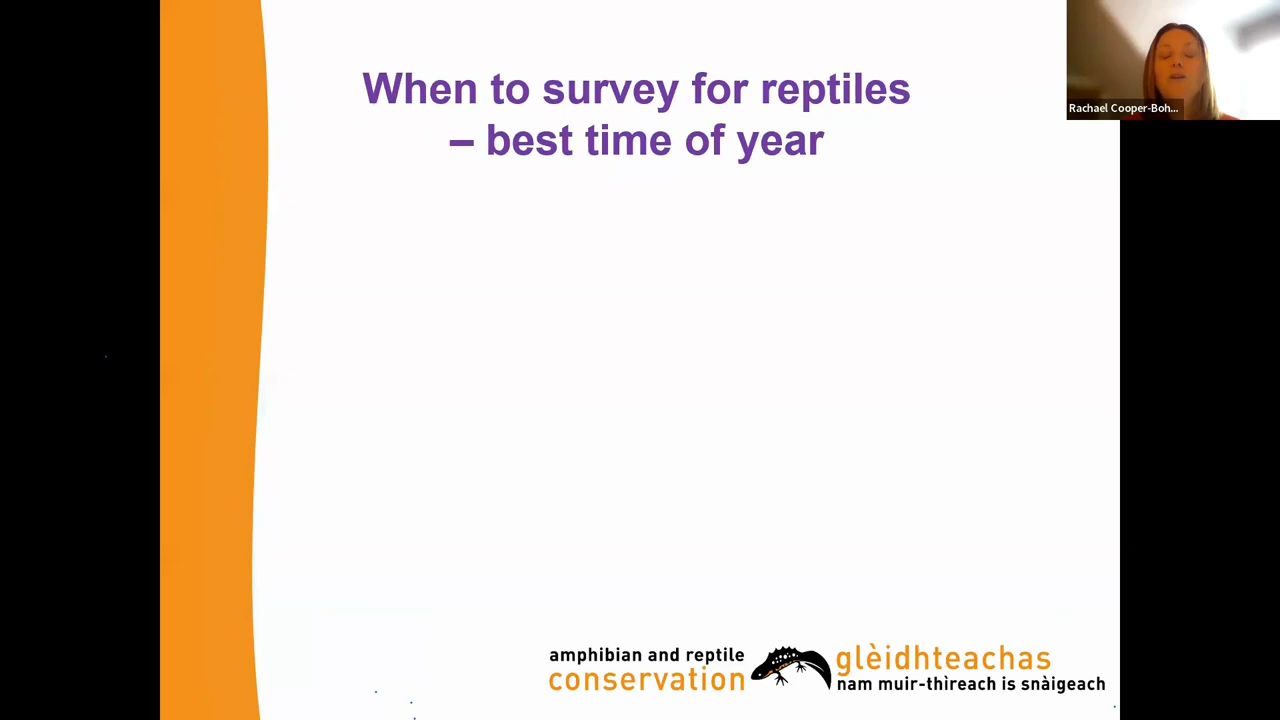 When to survey for reptiles
– best time of year
Rachael Cooper-Boh...
amphibian and reptile
conservation
glèidhteachas
nam muir-thìreach is snàigeach